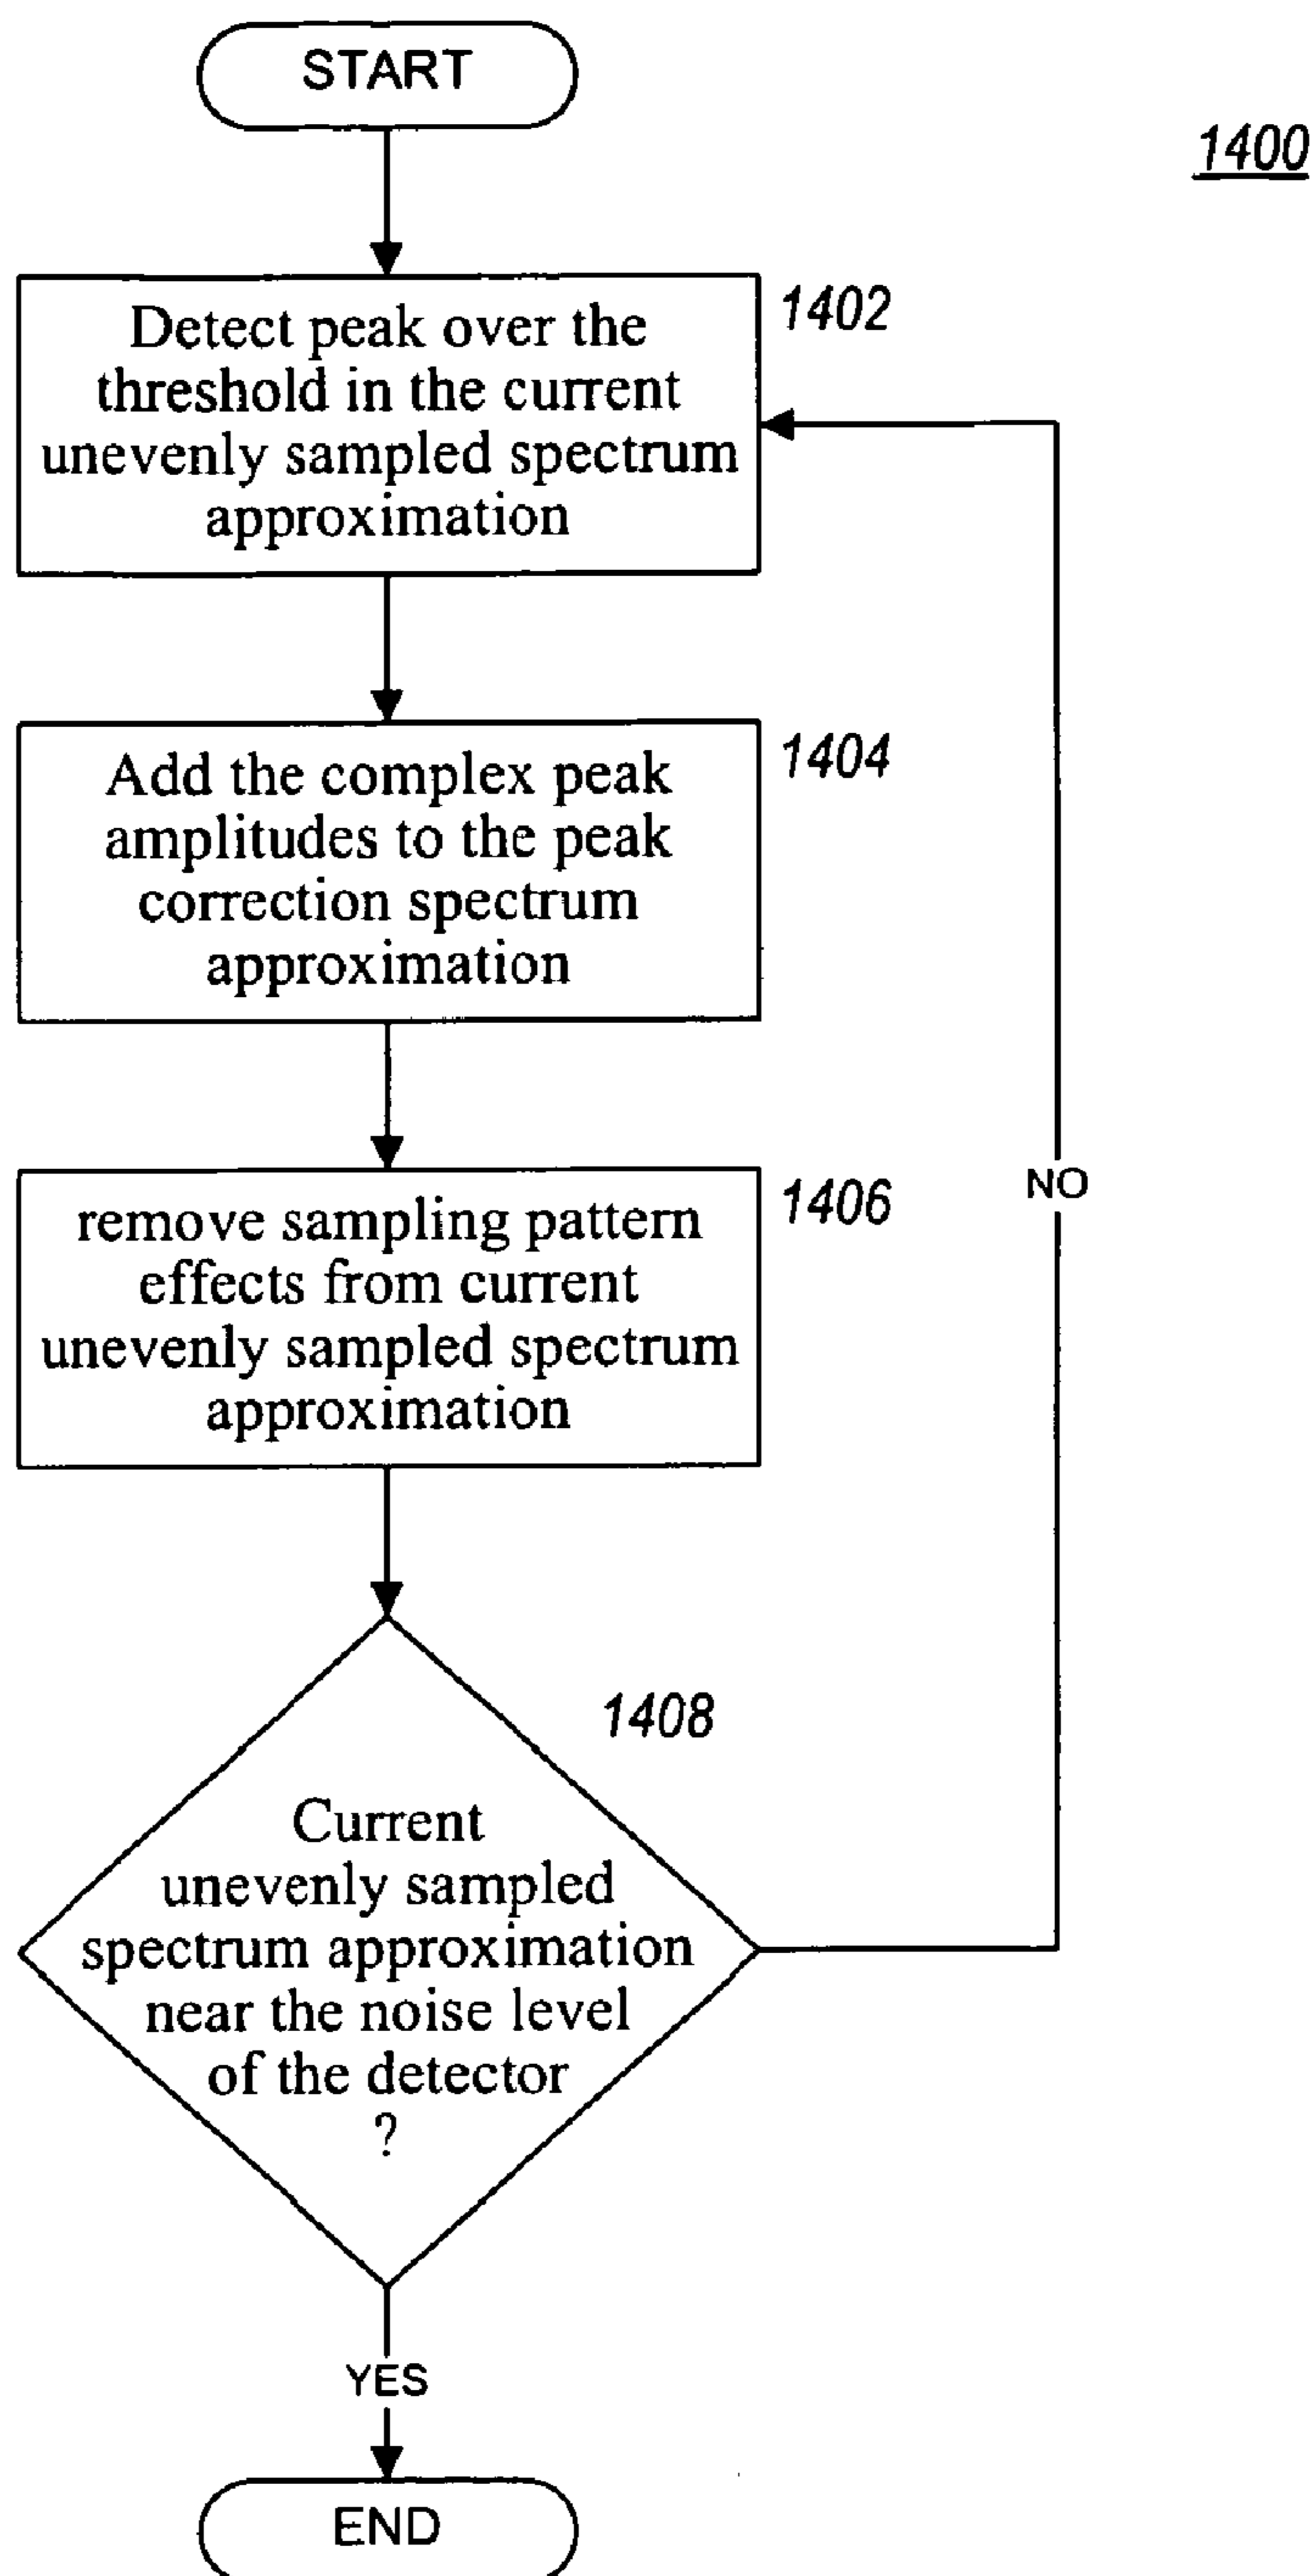 START
1400
Detect peak over the
threshold in the current
unevenly sampled spectrum
approximation
1402
Add the complex peak
amplitudes to the peak
correction spectrum
approximation
1404
remove sampling pattern
effects from current
unevenly sampled spectrum
approximation
1406
NO
1408
Current
unevenly sampled
spectrum approximation
near the noise level
of the detector
?
YES
END